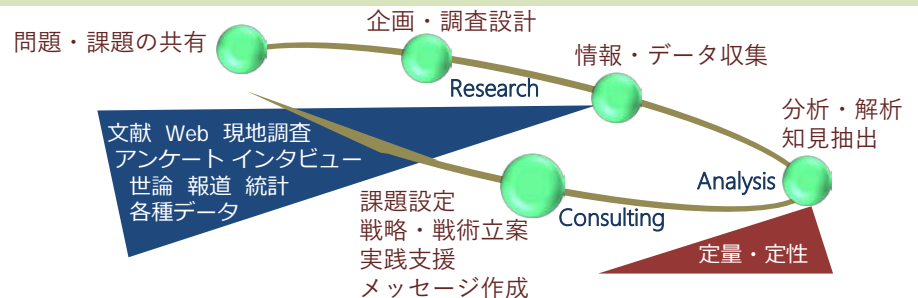 問題・課題の共有
企画・調査設計
情報・データ収集
Research
分析・解析
知見抽出
Analysis
文献 Web 現地調査
アンケート インタビュー
世論 報道 統計
各種データ
課題設定
戦略・戦術立案
実践支援
メッセージ作成
Consulting
定量・定性